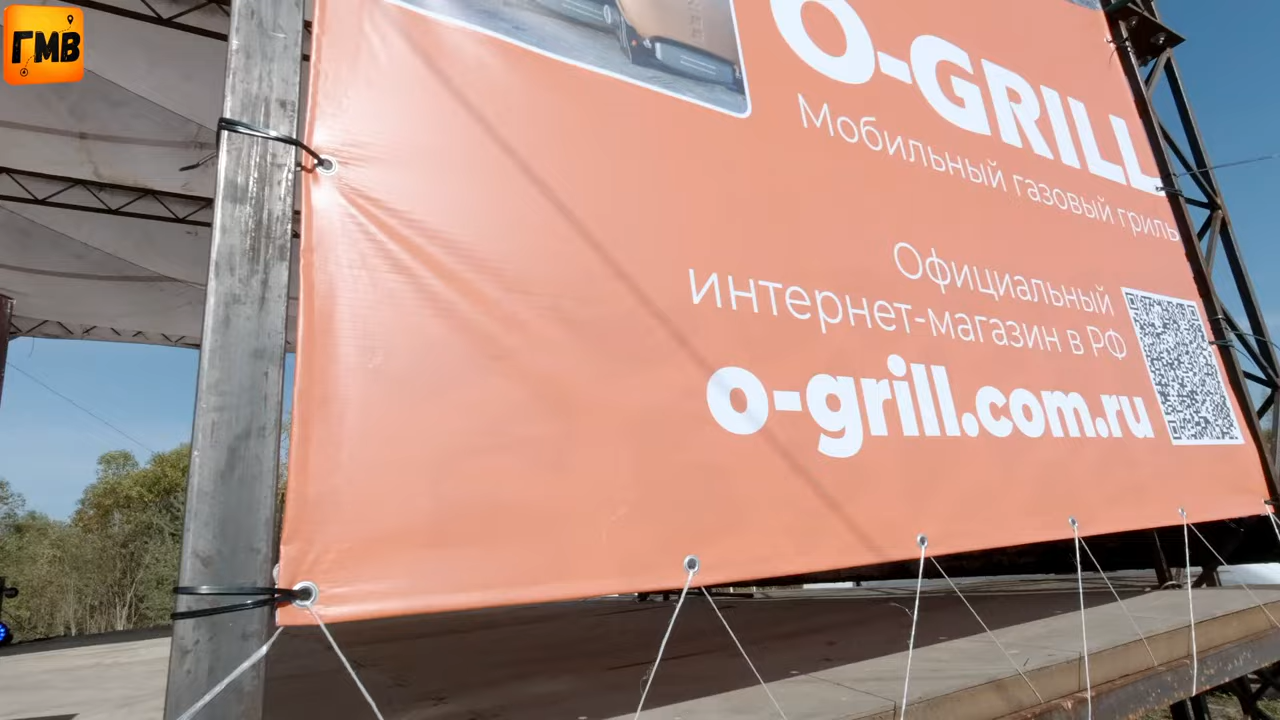 ГМВ
O-GRILL
Мобильный газовый гриль
Официальный
интернет-магазин в РФ
o-grill.com.ru